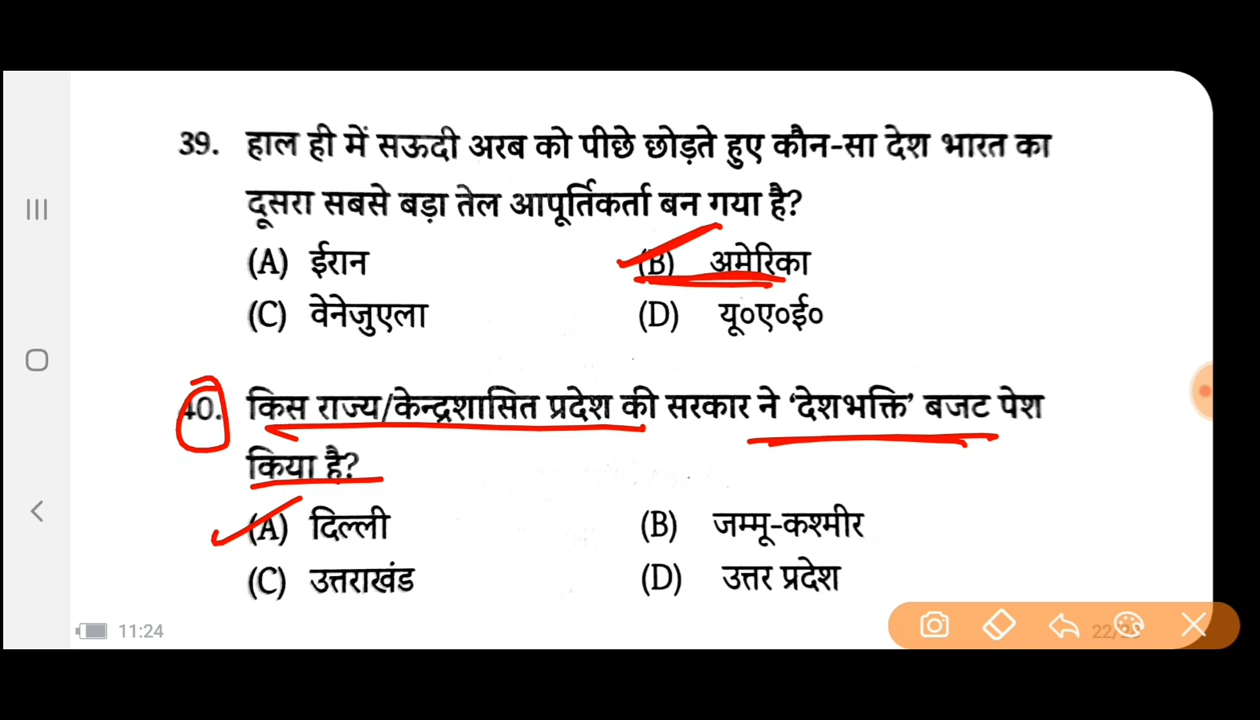 39. हाल ही में सऊदी अरब को पीछे छोड़ते हुए कौन-सा देश भारत का
दूसरा सबसे बड़ा तेल आपूर्तिकर्ता बन गया है?
(A) ईरान (B) अमेरिका
(C) वेनेजुएला (D) यू०ए०ई०
40. किस राज्य/केन्द्रशासित प्रदेश की सरकार ने ‘देशभक्ति’ बजट पेश
किया है?
(A) दिल्ली (B) जम्मू-कश्मीर
(C) उत्तराखंड (D) उत्तर प्रदेश
11:24